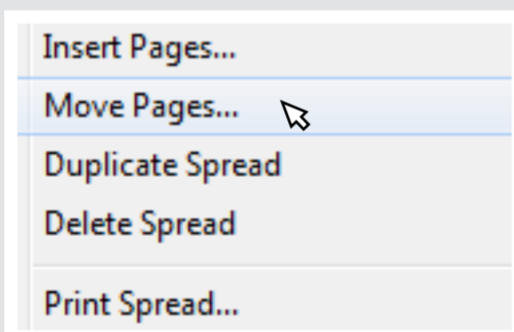 Insert Pages...
Move Pages...
Duplicate Spread
Delete Spread
Print Spread...